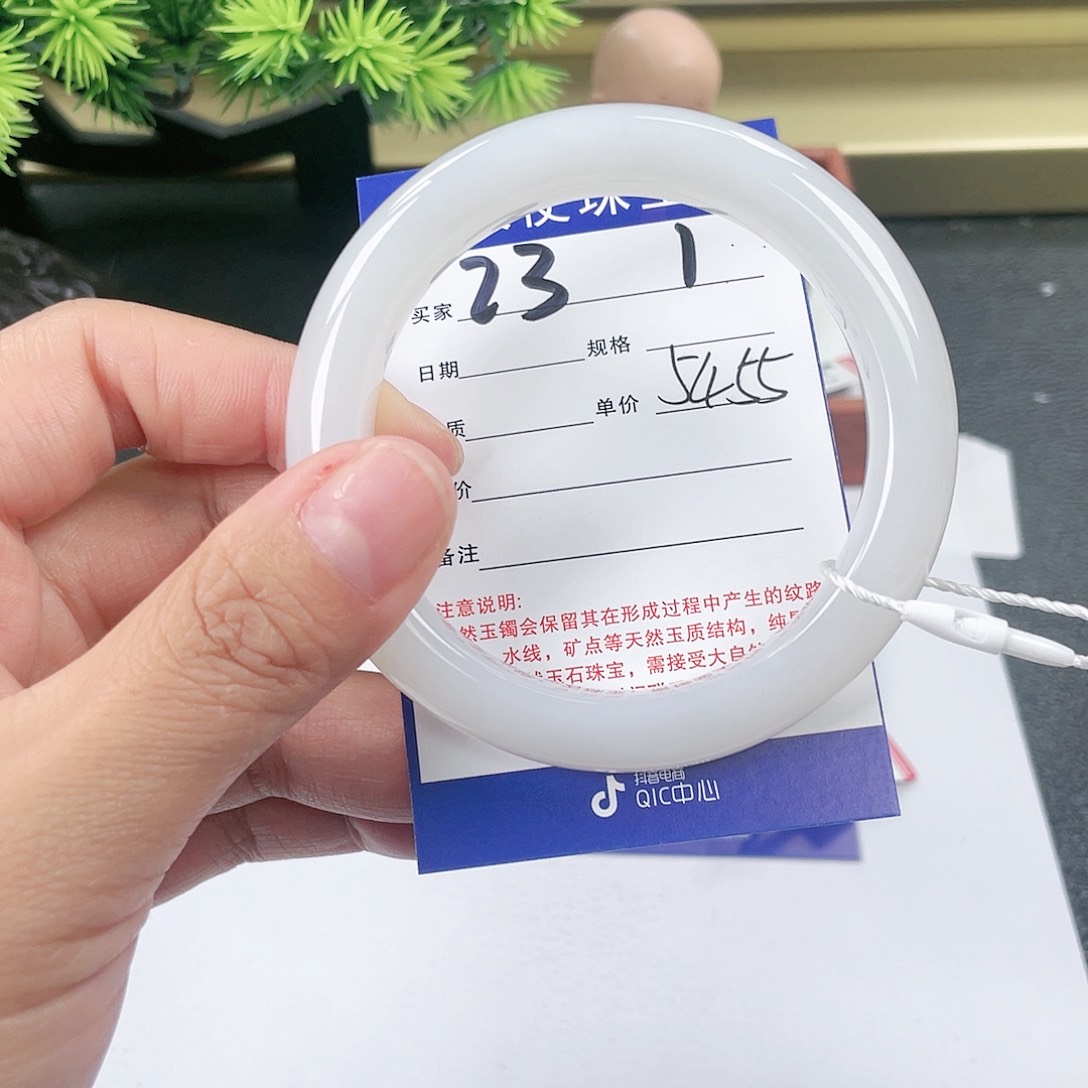 珠
买家 23 1
日期 规格
质 单价 5455
价
备注
注意说明:
然玉镯会保留其在形成过程中产生的纹路
水线，矿点等天然玉质结构，纯
玉石珠宝，需接受大自
抖音电商
QIC中心